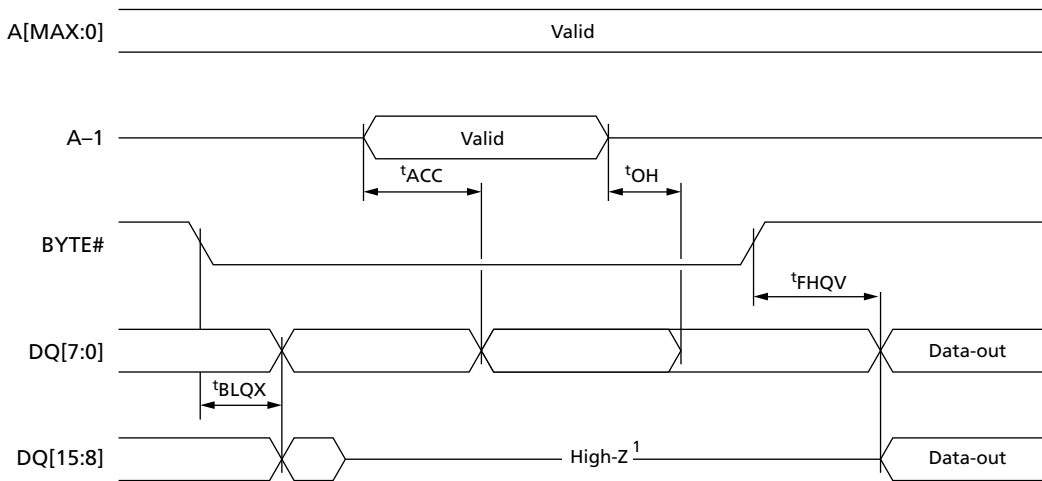 A[MAX:0] Valid
A–1 Valid
tACC tOH
BYTE#
tFHQV
DQ[7:0] Data-out
tBLQX
DQ[15:8] High-Z 1 Data-out